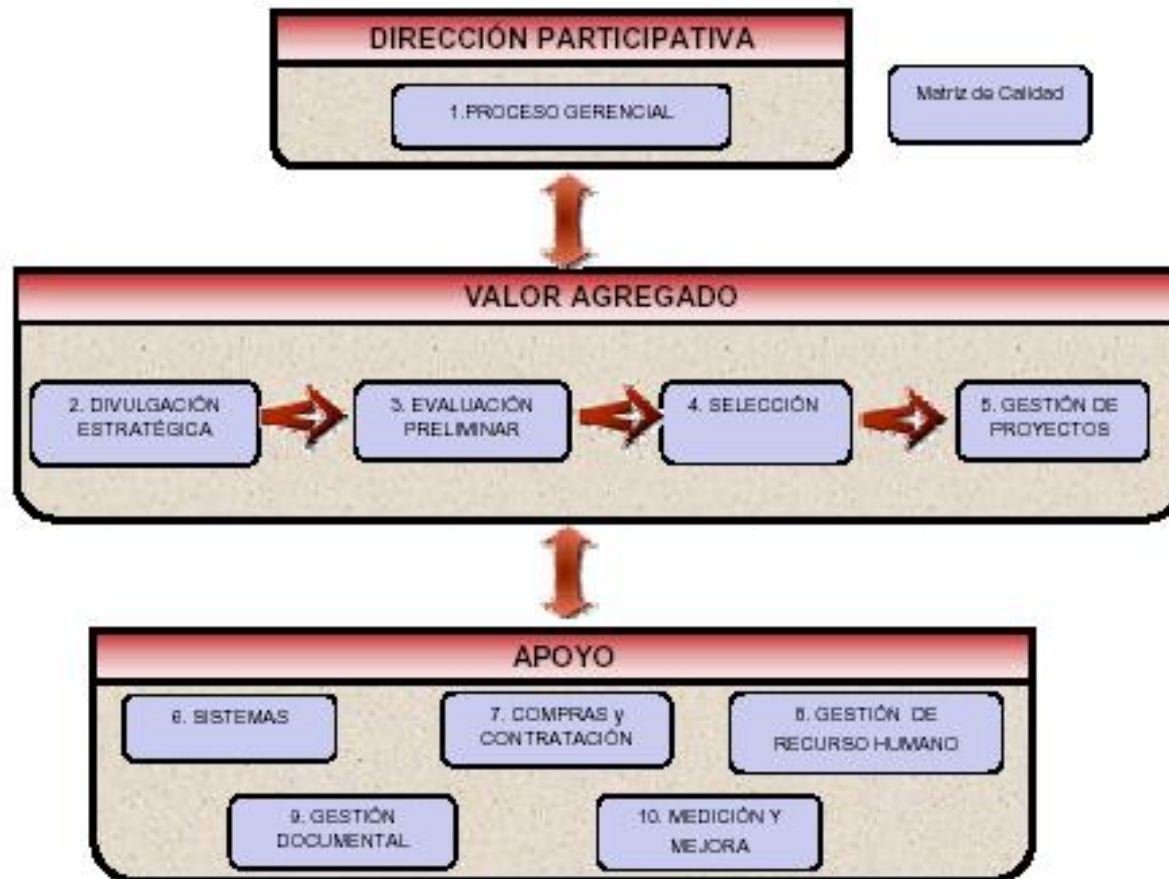 DIRECCIÓN PARTICIPATIVA
1.PROCESO GERENCIAL
Matriz de Calidad
VALOR AGREGADO
2. DIVULGACIÓN
ESTRATÉGICA
3. EVALUACIÓN
PRELIMINAR
4. SELECCIÓN
5. GESTIÓN DE
PROYECTOS
APOYO
6. SISTEMAS
7. COMPRAS y
CONTRATACIÓN
8. GESTIÓN DE
RECURSO HUMANO
9. GESTIÓN
DOCUMENTAL
10. MEDICIÓN Y
MEJORA